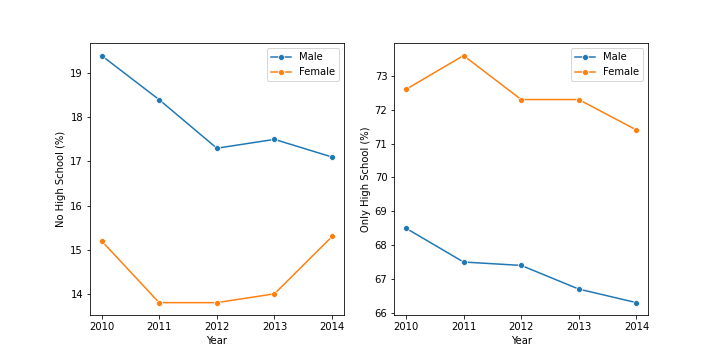 Male
Female
19
18
17
16
15
14
No High School (%)
2010 2011 2012 2013 2014
Year
Male
Female
73
72
71
70
69
68
67
66
Only High School (%)
2010 2011 2012 2013 2014
Year